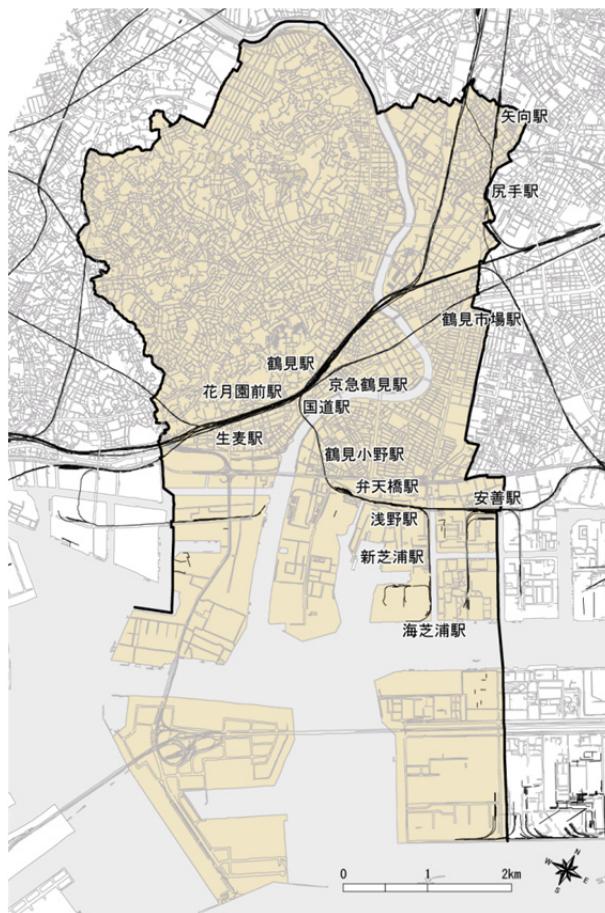 矢向駅
尻手駅
鶴見市場駅
鶴見駅
京急鶴見駅
花月園前駅
国道駅
生麦駅
鶴見小野駅
弁天橋駅
安善駅
浅野駅
新芝浦駅
海芝浦駅
0 1 2km
N
W
E
S